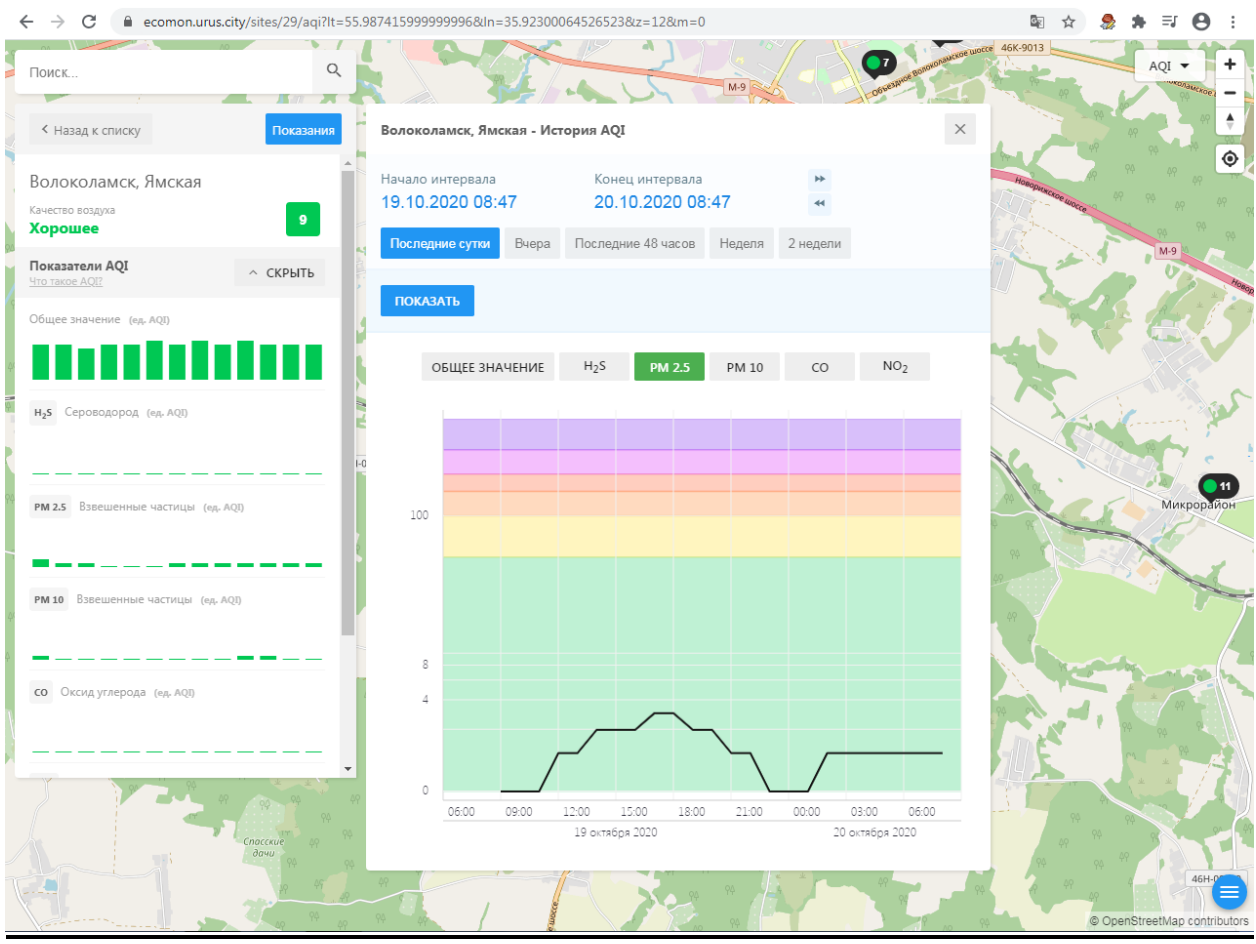 ecomon.urus.city/sites/29/aqi?lt=55.987415999999996&ln=35.92300064526523&z=12&m=0
Поиск...
46К-9013
7
Объездное Волоколамское шоссе
М-9
AQI
Назад к списку
Показания
Волоколамск, Ямская - История AQI
Волоколамск, Ямская
Качество воздуха
Хорошее
9
Начало интервала
Конец интервала
19.10.2020 08:47
20.10.2020 08:47
Новорижское шоссе
Последние сутки
Вчера
Последние 48 часов
Неделя
2 недели
М-9
Показатели AQI
Что такое AQI?
СКРЫТЬ
ПОКАЗАТЬ
Общее значение (ед. AQI)
ОБЩЕЕ ЗНАЧЕНИЕ
H₂S
PM 2.5
PM 10
CO
NO₂
H₂S Сероводород (ед. AQI)
PM 2.5 Взвешенные частицы (ед. AQI)
PM 10 Взвешенные частицы (ед. AQI)
CO Оксид углерода (ед. AQI)
100
8
4
0
06:00 09:00 12:00 15:00 18:00 21:00 00:00 03:00 06:00
19 октября 2020
20 октября 2020
11
Микрорайон
Спасские
дачи
© OpenStreetMap contributors